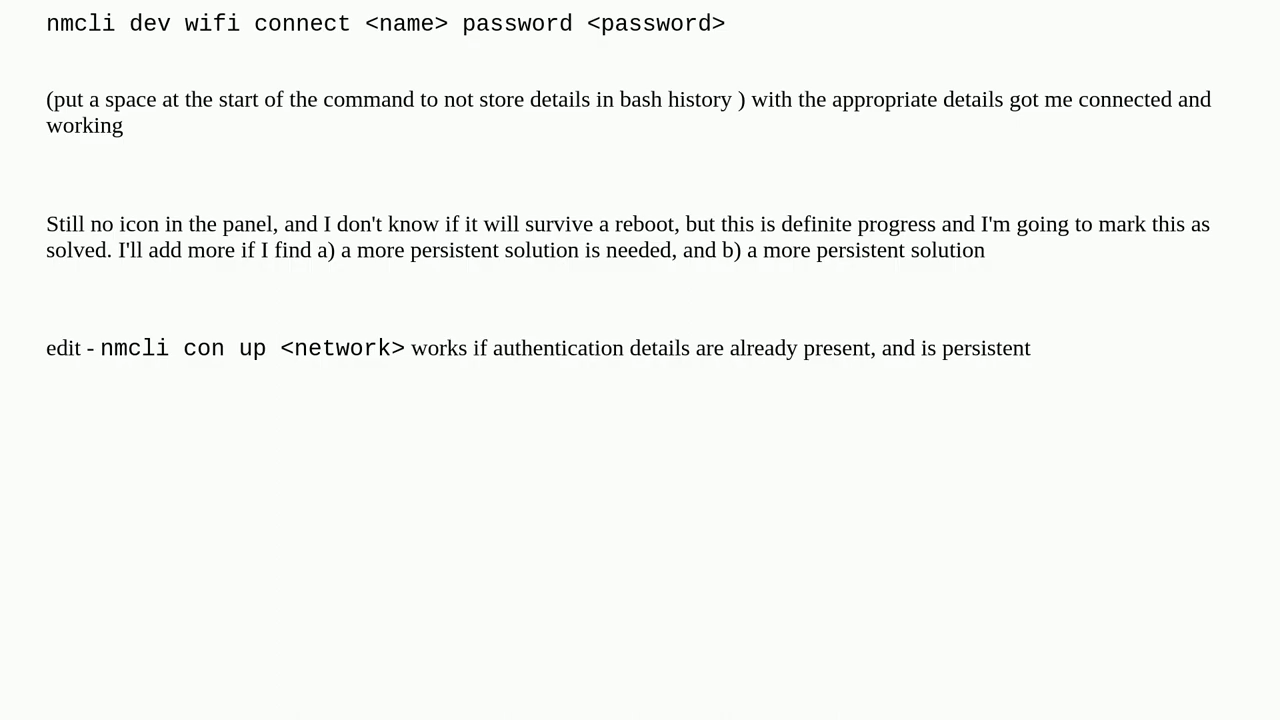 nmcli dev wifi connect <name> password <password>
(put a space at the start of the command to not store details in bash history ) with the appropriate details got me connected and
working
Still no icon in the panel, and I don't know if it will survive a reboot, but this is definite progress and I'm going to mark this as
solved. I'll add more if I find a) a more persistent solution is needed, and b) a more persistent solution
edit - nmcli con up <network> works if authentication details are already present, and is persistent